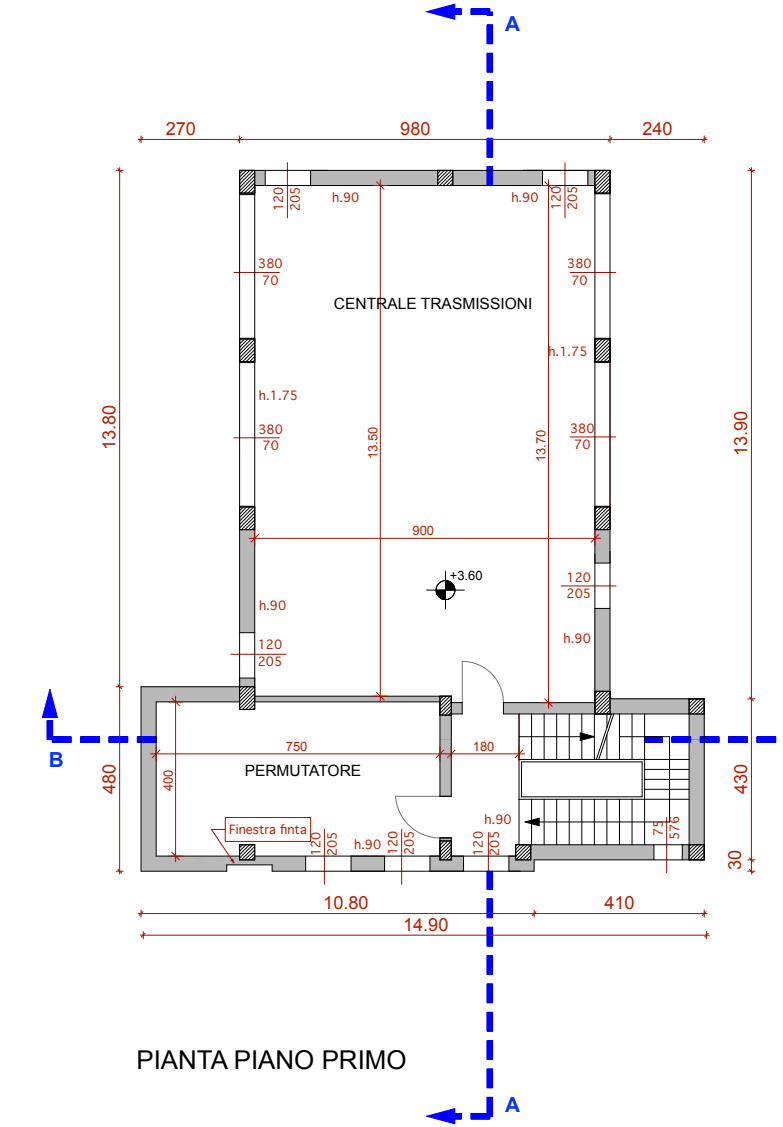 A
270
980
240
120
205
h.90
h.90
120
205
380
70
380
70
CENTRALE TRASMISSIONI
h.1.75
h.1.75
13.80
13.90
380
70
13.50
13.70
380
70
900
+3.60
120
205
h.90
h.90
120
205
B
750
180
400
PERMUTATORE
480
430
Finestra finta
120
205
h.90
120
205
h.90
120
205
75
576
30
10.80
410
14.90
PIANTA PIANO PRIMO
A